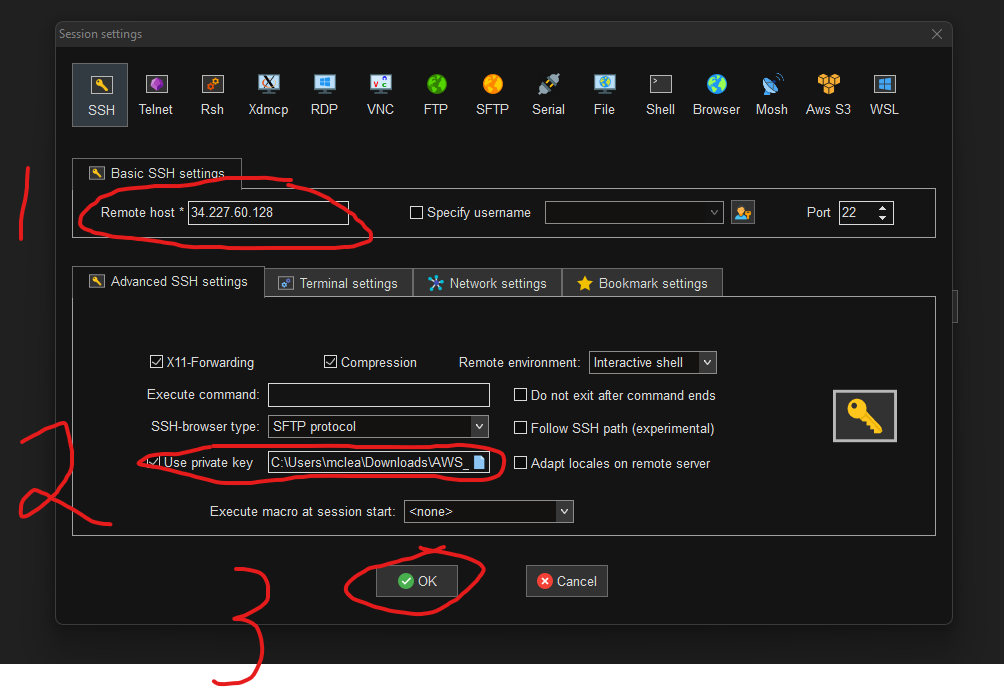 Session settings
SSH Telnet Rsh Xdmcp RDP VNC FTP SFTP Serial File Shell Browser Mosh Aws S3 WSL
1
Basic SSH settings
Remote host * 34.227.60.128 Specify username Port 22
Advanced SSH settings Terminal settings Network settings Bookmark settings
X11-Forwarding Compression Remote environment: Interactive shell
Execute command: Do not exit after command ends
SSH-browser type: SFTP protocol Follow SSH path (experimental)
2
Use private key C:\Users\mclea\Downloads\AWS_ Adapt locales on remote server
Execute macro at session start: <none>
3
OK Cancel